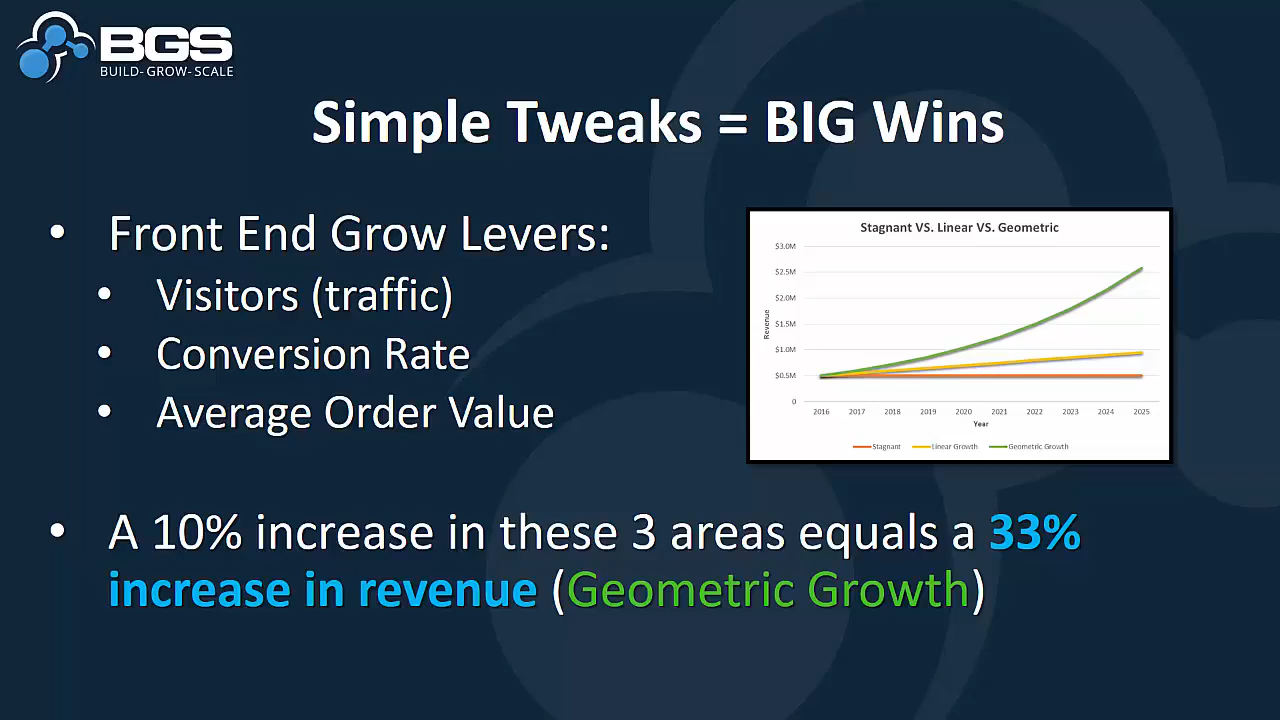 BGS
BUILD-GROW-SCALE
Simple Tweaks = BIG Wins
• Front End Grow Levers:
• Visitors (traffic)
• Conversion Rate
• Average Order Value
Stagnant VS. Linear VS. Geometric
$3.0M
$2.5M
$2.0M
$1.5M
$1.0M
$0.5M
0
Revenue
2016 2017 2018 2019 2020 2021 2022 2023 2024 2025
Year
Stagnant Linear Growth Geometric Growth
• A 10% increase in these 3 areas equals a 33%
increase in revenue (Geometric Growth)